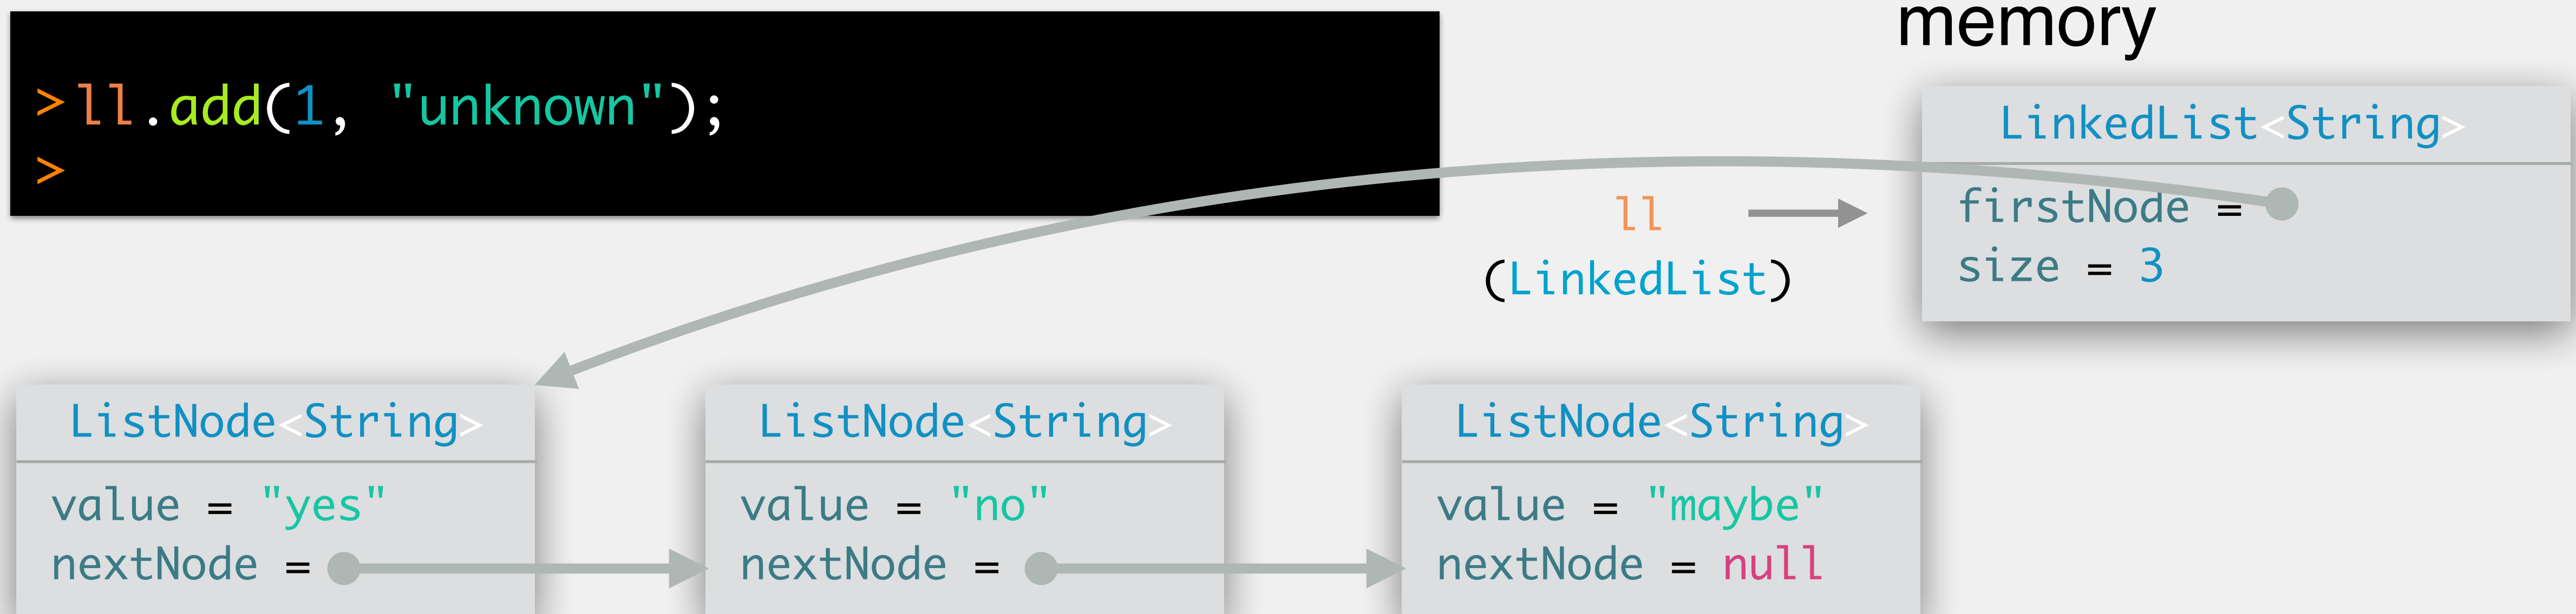 memory
>ll.add(1, "unknown");
>
LinkedList<String>
firstNode =
size = 3
ll
(LinkedList)
ListNode<String>
value = "yes"
nextNode =
ListNode<String>
value = "no"
nextNode =
ListNode<String>
value = "maybe"
nextNode = null